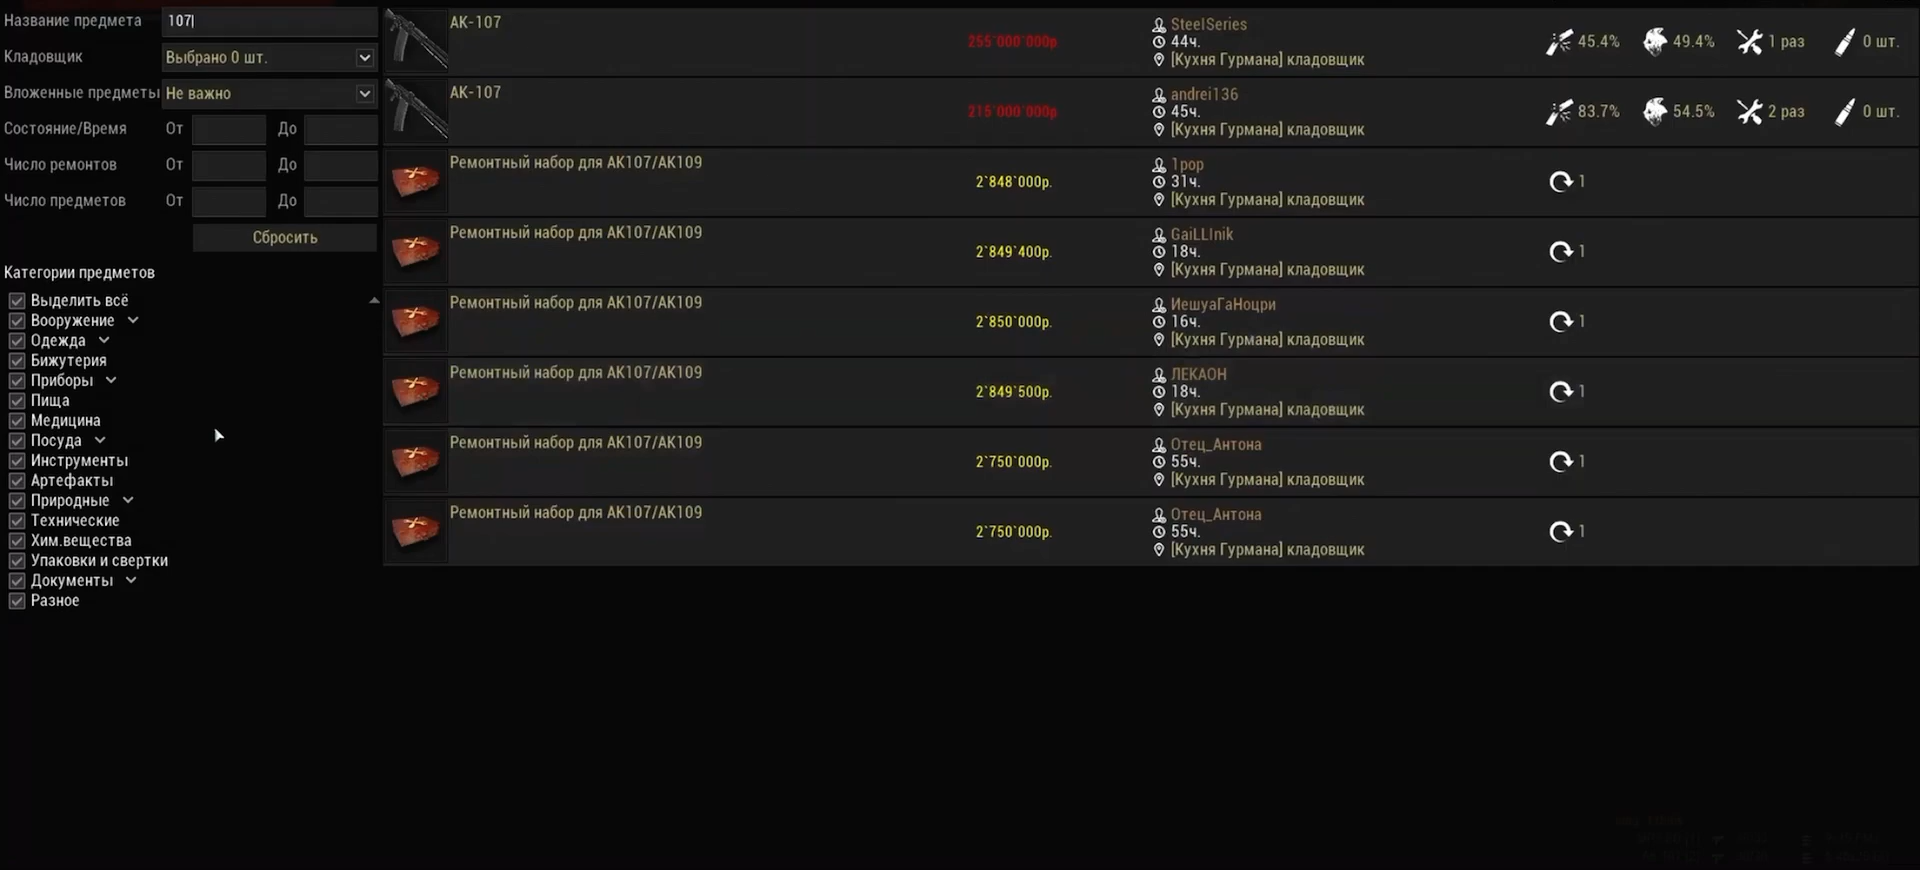 Название предмета 107
Кладовщик Выбрано 0 шт.
Вложенные предметы Не важно
Состояние/Время От До
Число ремонтов От До
Число предметов От До
Сбросить
Категории предметов
Выделить всё
Вооружение
Одежда
Бижутерия
Приборы
Пища
Медицина
Посуда
Инструменты
Артефакты
Природные
Технические
Хим.вещества
Упаковки и свертки
Документы
Разное
АК-107
255`000`000р.
SteelSeries
44ч.
[Кухня Гурмана] кладовщик
45.4% 49.4% 1 раз 0 шт.
АК-107
215`000`000р.
andrei136
45ч.
[Кухня Гурмана] кладовщик
83.7% 54.5% 2 раз 0 шт.
Ремонтный набор для АК107/АК109
2`848`000р.
1pop
31ч.
[Кухня Гурмана] кладовщик
1
Ремонтный набор для АК107/АК109
2`849`400р.
GaiLLInik
18ч.
[Кухня Гурмана] кладовщик
1
Ремонтный набор для АК107/АК109
2`850`000р.
ИешуаГаНоцри
16ч.
[Кухня Гурмана] кладовщик
1
Ремонтный набор для АК107/АК109
2`849`500р.
ЛЕКАОН
18ч.
[Кухня Гурмана] кладовщик
1
Ремонтный набор для АК107/АК109
2`750`000р.
Отец_Антона
55ч.
[Кухня Гурмана] кладовщик
1
Ремонтный набор для АК107/АК109
2`750`000р.
Отец_Антона
55ч.
[Кухня Гурмана] кладовщик
1